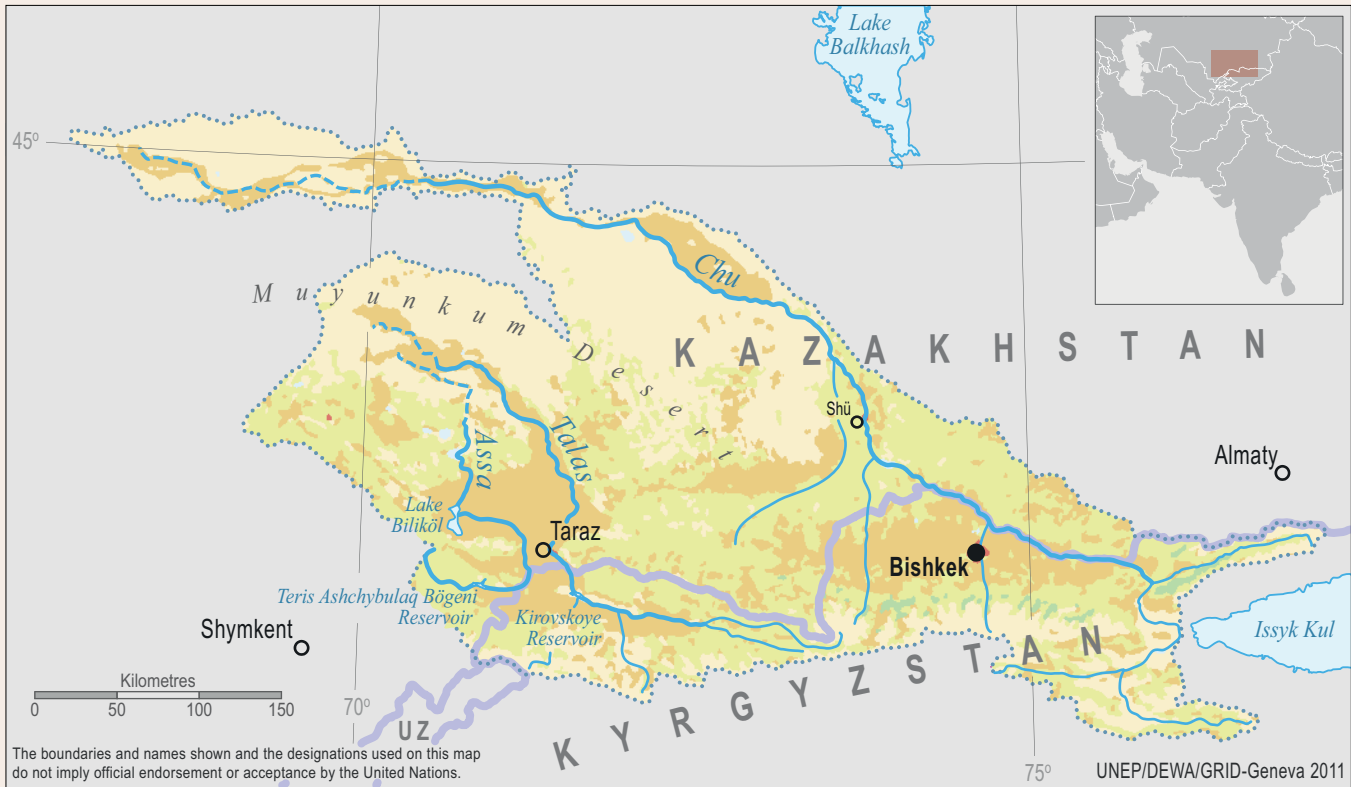 Lake
Balkhash
45º
Chu
Muyunkum Desert
KAZAKHSTAN
Shü
Talas
Assa
Almaty
Lake
Biliköl
Taraz
Bishkek
Teris Ashchybulaq Bögeni
Reservoir
Kirovskoye
Reservoir
Shymkent
Issyk Kul
KYRGYZSTAN
Kilometres
0 50 100 150
70º
UZ
The boundaries and names shown and the designations used on this map
do not imply official endorsement or acceptance by the United Nations.
75º
UNEP/DEWA/GRID-Geneva 2011